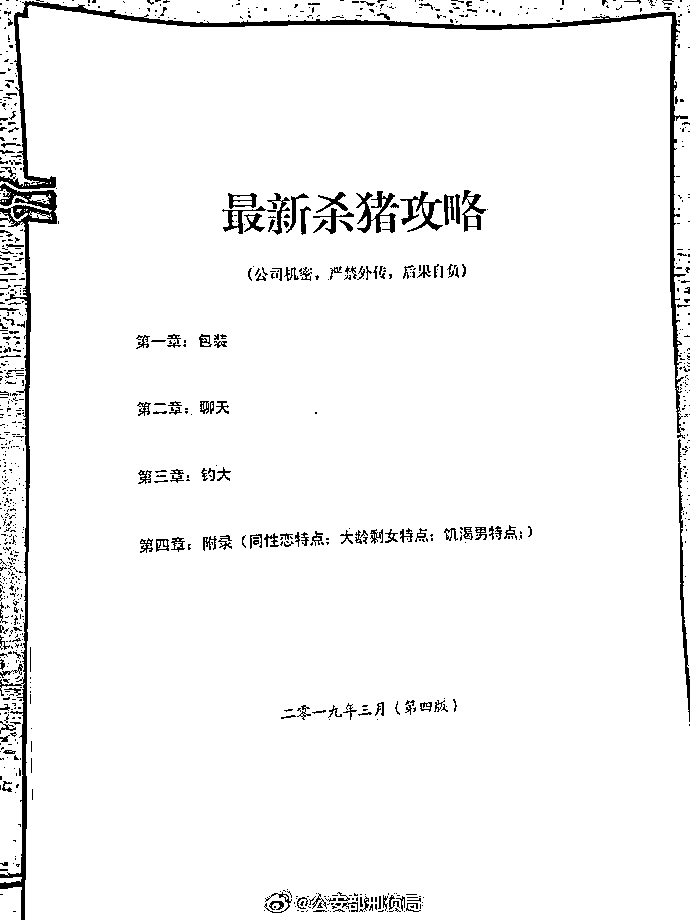 最新杀猪攻略
（公司机密，严禁外传，后果自负）
第一章：包装
第二章：聊天
第三章：钓大
第四章：附录（同性恋特点；大龄剩女特点；饥渴男特点；）
二零一九年三月（第四版）
@公安部刑侦局